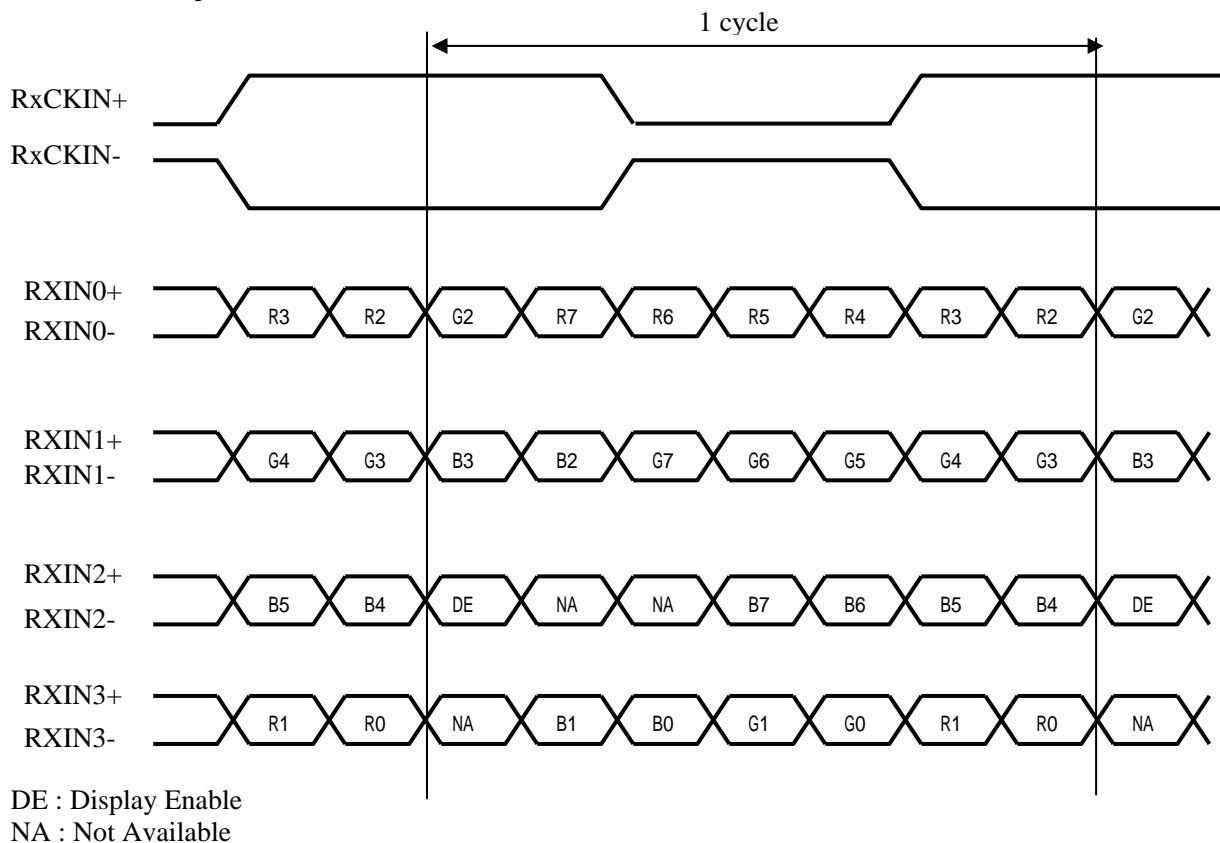 1 cycle
RxCKIN+
RxCKIN-
RXIN0+
R3 R2 G2 R7 R6 R5 R4 R3 R2 G2
RXIN0-
RXIN1+
G4 G3 B3 B2 G7 G6 G5 G4 G3 B3
RXIN1-
RXIN2+
B5 B4 DE NA NA B7 B6 B5 B4 DE
RXIN2-
RXIN3+
R1 R0 NA B1 B0 G1 G0 R1 R0 NA
RXIN3-
DE : Display Enable
NA : Not Available